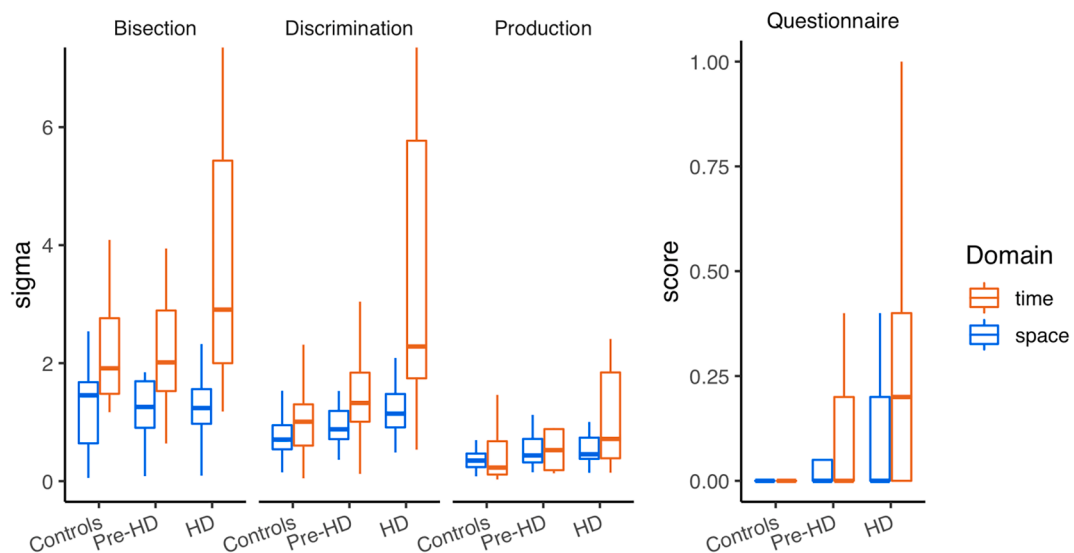 Bisection
Discrimination
Production
Questionnaire
sigma
6
4
2
0
Controls
Pre-HD
HD
Controls
Pre-HD
HD
Controls
Pre-HD
HD
score
1.00
0.75
0.50
0.25
0.00
Controls
Pre-HD
HD
Domain
time
space